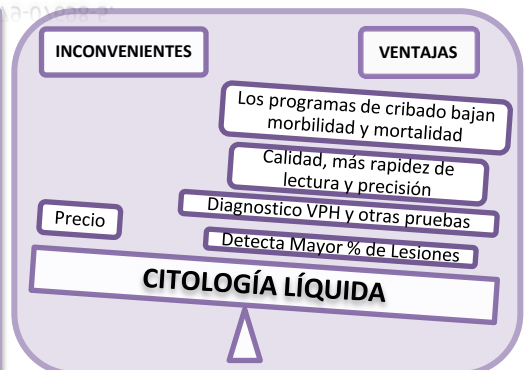 INCONVENIENTES
VENTAJAS
Los programas de cribado bajan
morbilidad y mortalidad
Calidad, más rapidez de
lectura y precisión
Diagnostico VPH y otras pruebas
Precio
Detecta Mayor % de Lesiones
CITOLOGÍA LÍQUIDA